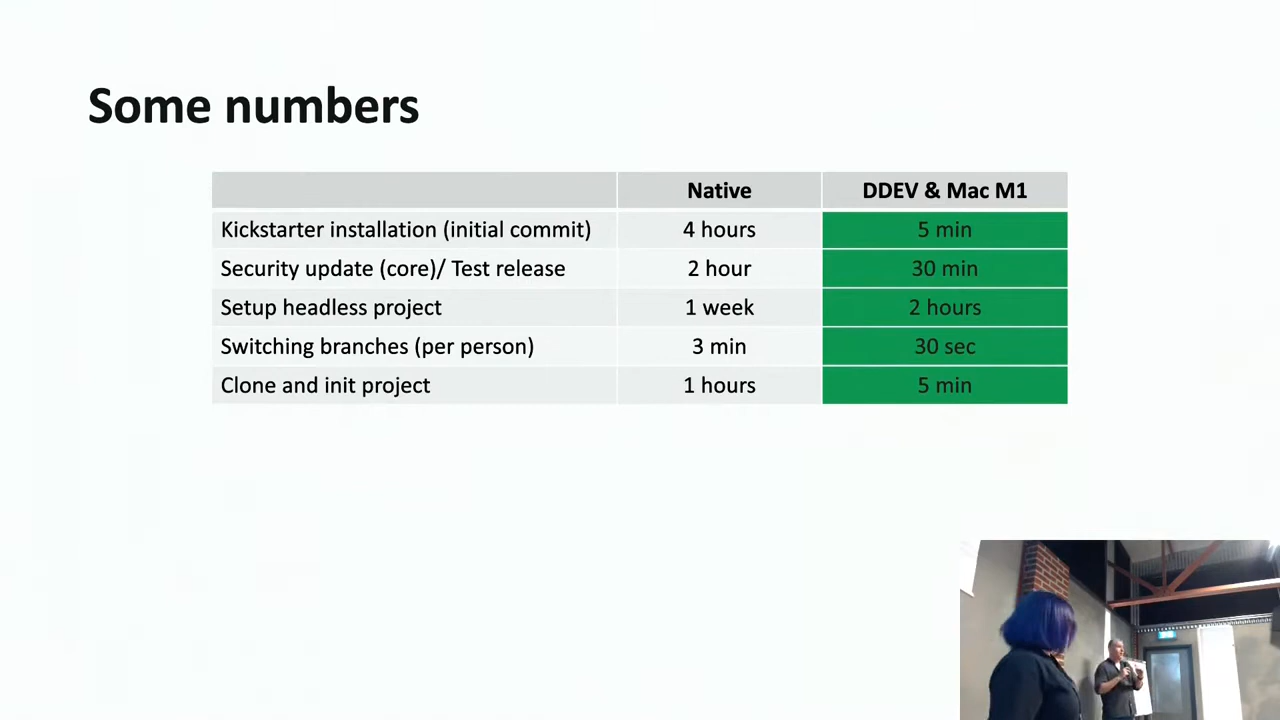 Some numbers
Native DDEV & Mac M1
Kickstarter installation (initial commit) 4 hours 5 min
Security update (core)/ Test release 2 hour 30 min
Setup headless project 1 week 2 hours
Switching branches (per person) 3 min 30 sec
Clone and init project 1 hours 5 min